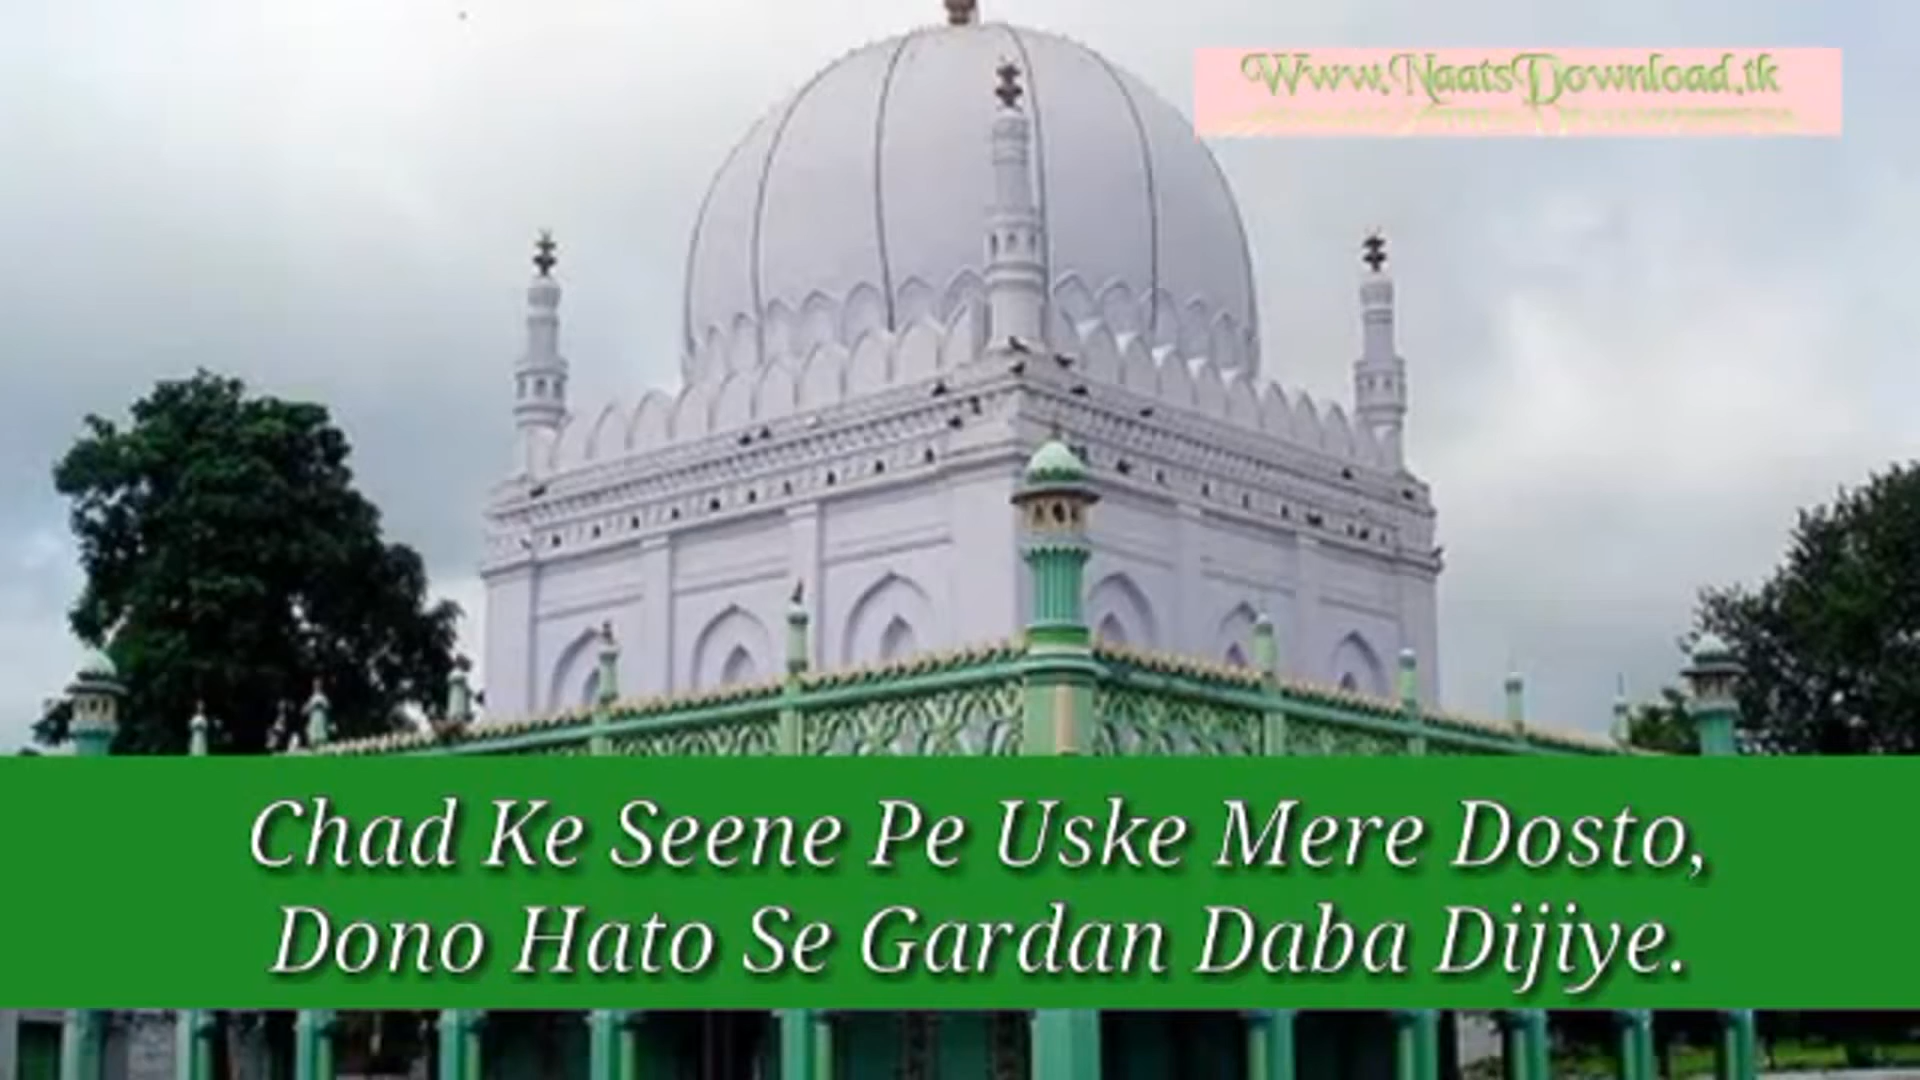 Www.NaatsDownload.tk
Chad Ke Seene Pe Uske Mere Dosto,
Dono Hato Se Gardan Daba Dijiye.